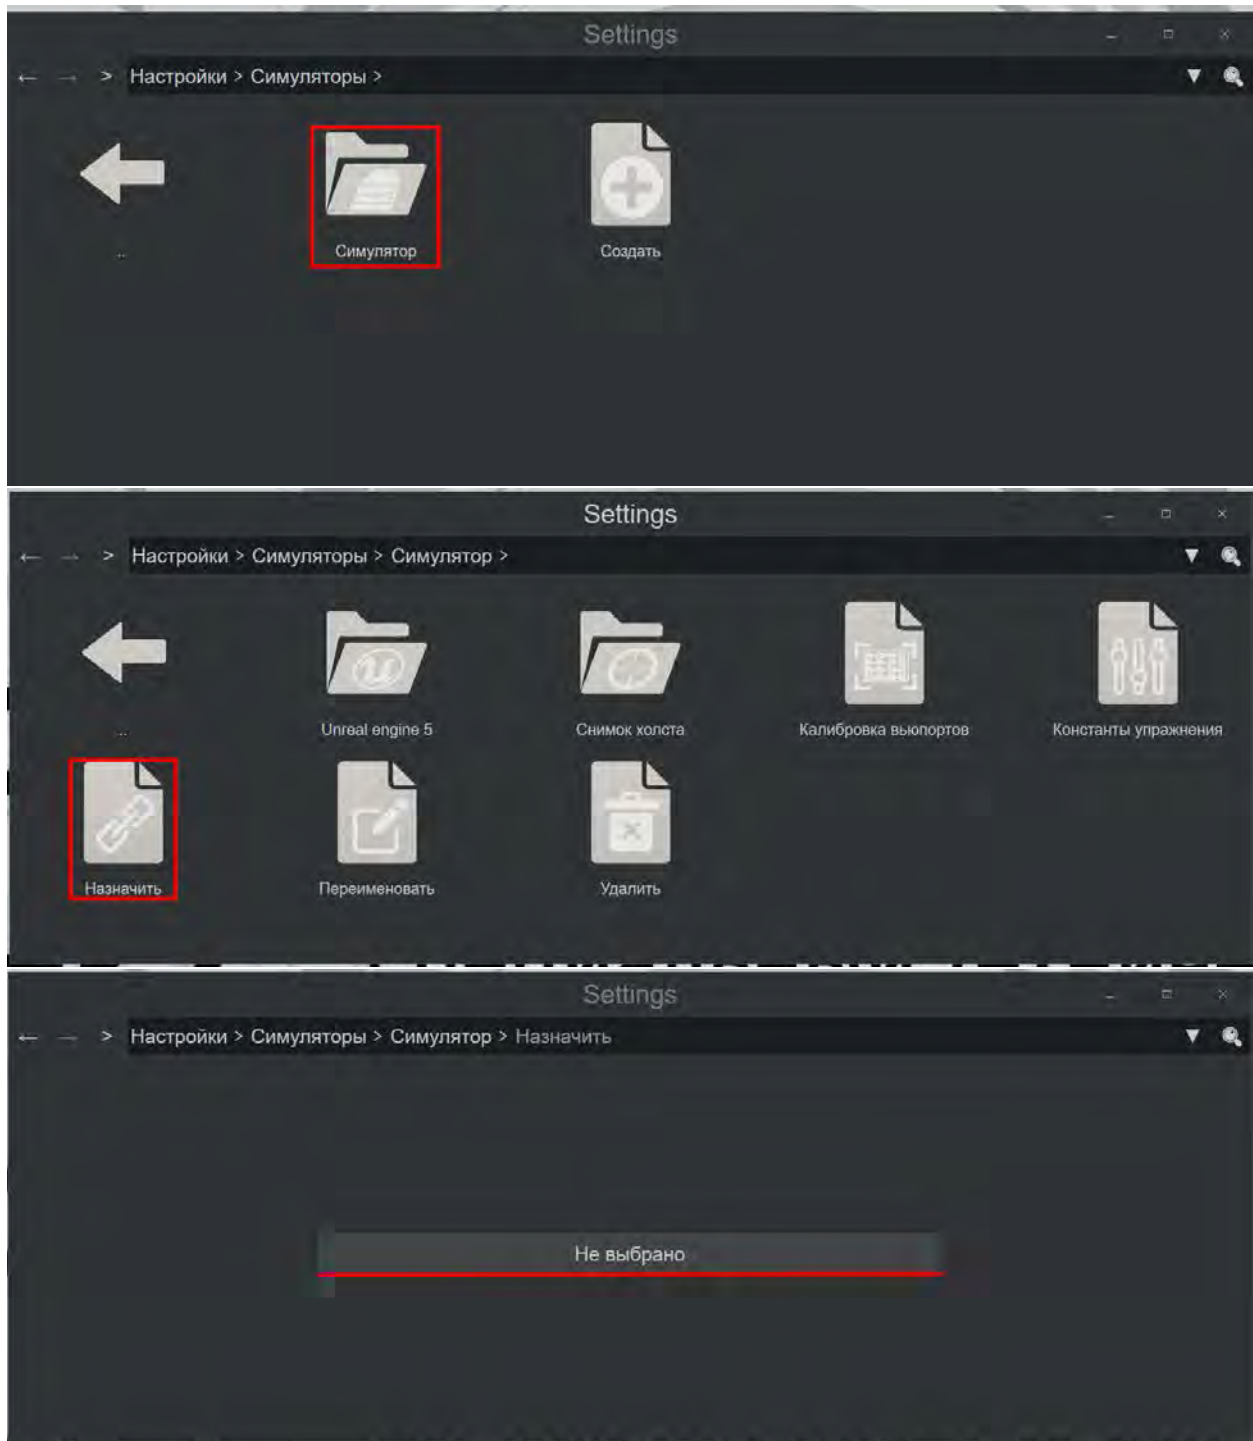 Settings
Настройки > Симуляторы >
.. Симулятор Создать
Settings
Настройки > Симуляторы > Симулятор >
.. Unreal engine 5 Снимок холста Калибровка вьюпортов Константы упражнения
Назначить Переименовать Удалить
Settings
Настройки > Симуляторы > Симулятор > Назначить
Не выбрано